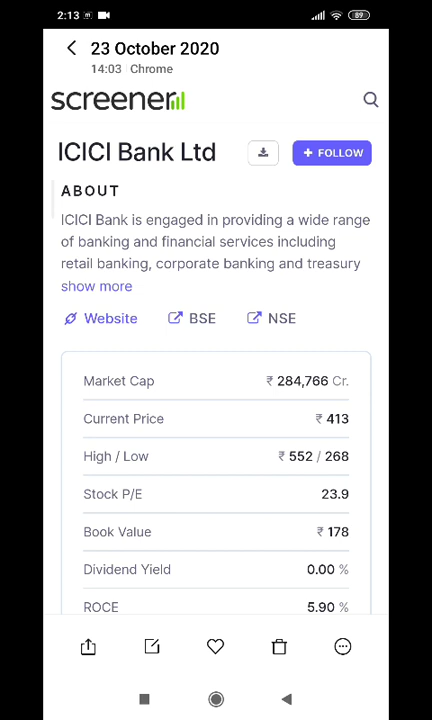 2:13
89
23 October 2020
14:03 Chrome
screener
ICICI Bank Ltd
FOLLOW
ABOUT
ICICI Bank is engaged in providing a wide range
of banking and financial services including
retail banking, corporate banking and treasury
show more
Website BSE NSE
Market Cap ₹ 284,766 Cr.
Current Price ₹ 413
High / Low ₹ 552 / 268
Stock P/E 23.9
Book Value ₹ 178
Dividend Yield 0.00 %
ROCE 5.90 %